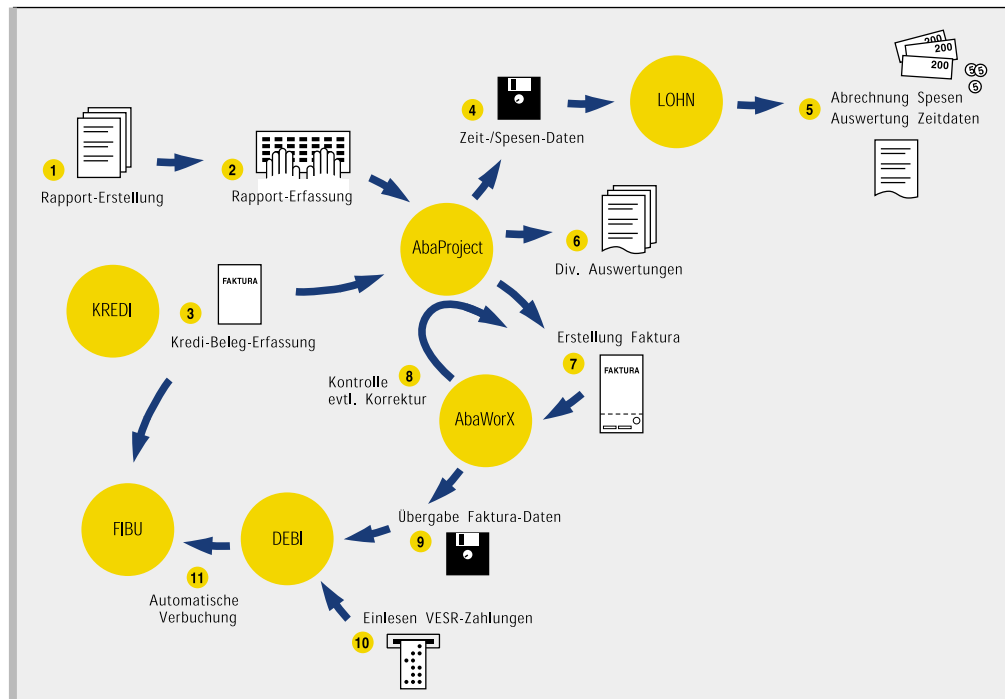 1
Rapport-Erstellung
2
Rapport-Erfassung
KREDI
3
FAKTURA
Kredi-Beleg-Erfassung
AbaProject
4
Zeit-/Spesen-Daten
LOHN
200
200
200
5 5
5
5
Abrechnung Spesen
Auswertung Zeitdaten
6
Div. Auswertungen
Erstellung Faktura
7
FAKTURA
8
Kontrolle
evtl. Korrektur
AbaWorX
Übergabe Faktura-Daten
9
FIBU
DEBI
11
Automatische
Verbuchung
Einlesen VESR-Zahlungen
10